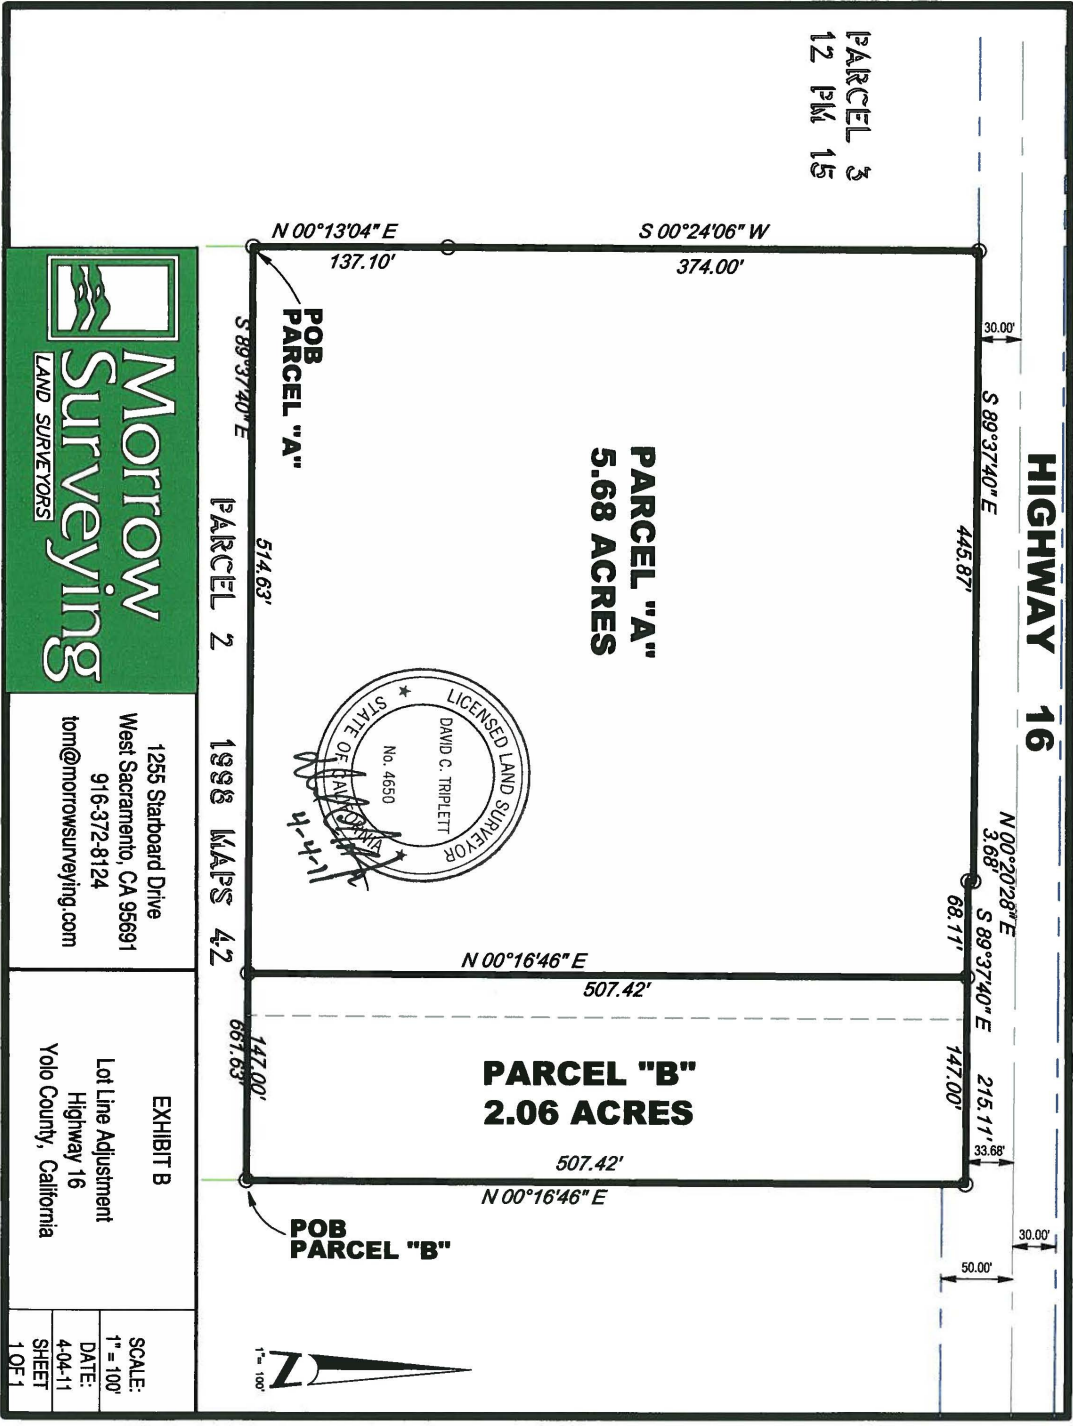 HIGHWAY 16
PARCEL 3
12 PM 15
N 00°13'04" E
137.10'
S 00°24'06" W
374.00'
30.00'
S 89°37'40" E
445.87'
N 00°20'28" E
3.68'
S 89°37'40" E
215.11'
68.11'
147.00'
33.68'
30.00'
50.00'
POB
PARCEL "A"
PARCEL "A"
5.68 ACRES
S 89°37'40" E
514.63'
LICENSED LAND SURVEYOR
DAVID C. TRIPLETT
No. 4650
STATE OF CALIFORNIA
4-4-11
N 00°16'46" E
507.42'
PARCEL "B"
2.06 ACRES
507.42'
N 00°16'46" E
147.00'
661.63'
POB
PARCEL "B"
PARCEL 2 1998 MAPS 42
N
1"= 100'
Morrow
Surveying
LAND SURVEYORS
1255 Starboard Drive
West Sacramento, CA 95691
916-372-8124
tom@morrowsurveying.com
EXHIBIT B
Lot Line Adjustment
Highway 16
Yolo County, California
SCALE:
1" = 100'
DATE:
4-04-11
SHEET
1 OF 1